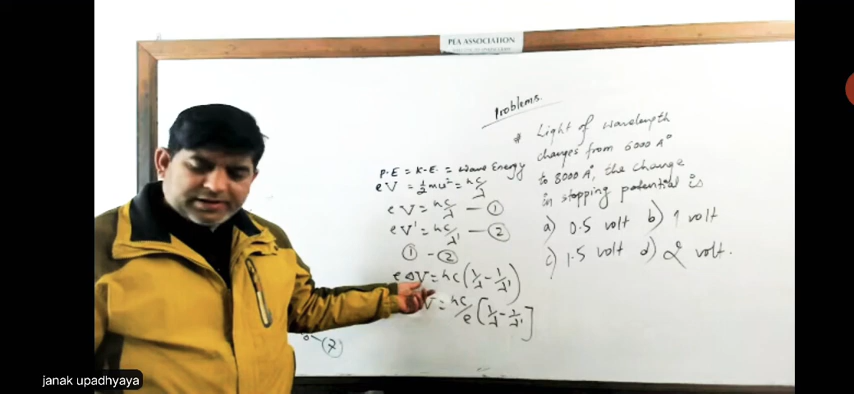 PEA ASSOCIATION
Problems.
* Light of wavelength
changes from 6000 A°
to 8000 A°, the change
in stopping potential is
a) 0.5 volt b) 1 volt
c) 1.5 volt d) 2 volt.
P.E = K.E. = Wave Energy
eV = 1/2 mv² = hc/λ
eV = hc/λ — ①
eV' = hc/λ' — ②
① - ②
eΔV = hc(1/λ - 1/λ')
V = hc/e [1/λ - 1/λ']
janak upadhyaya